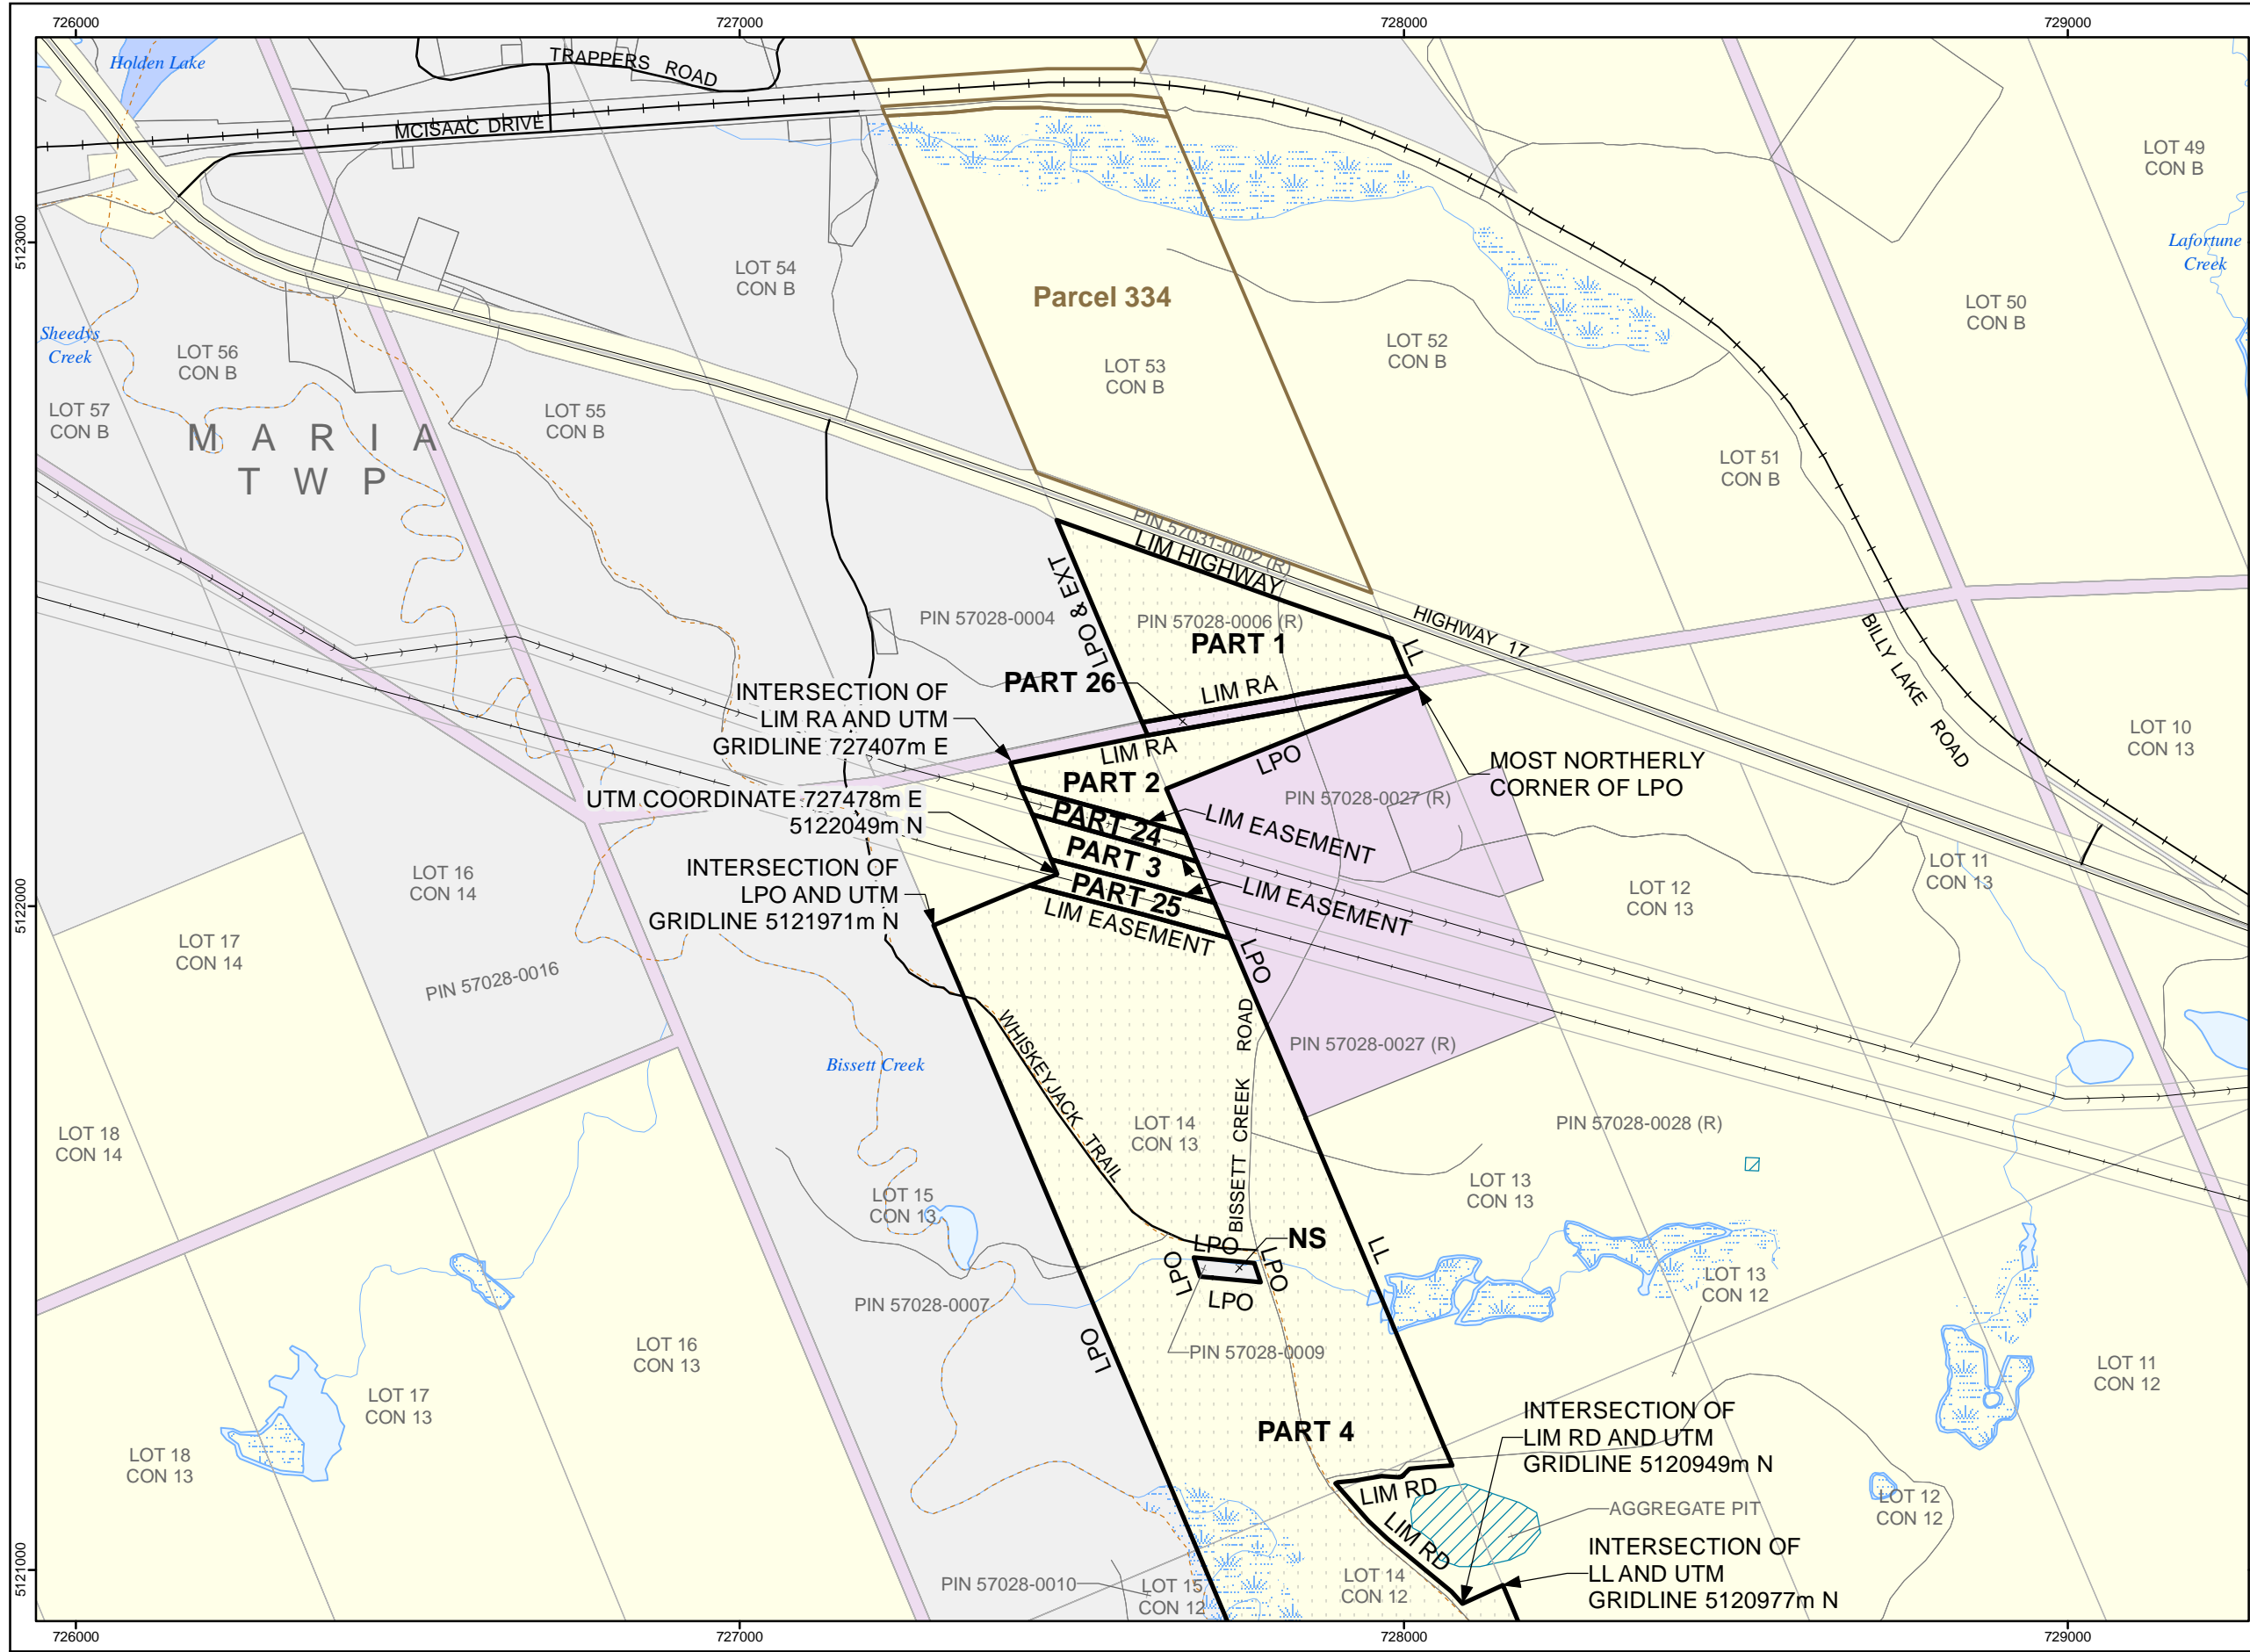 726000
727000
728000
729000
Holden Lake
TRAPPERS ROAD
MCISAAC DRIVE
LOT 49
CON B
5123000
Lafortune
Creek
LOT 54
CON B
Parcel 334
LOT 50
CON B
Sheedys
Creek
LOT 56
CON B
LOT 53
CON B
LOT 52
CON B
LOT 57
CON B
LOT 55
CON B
MARIA
TWP
LOT 51
CON B
PIN 57031-0002 (R)
LIM HIGHWAY
LPO & EXT
PIN 57028-0004
PIN 57028-0006 (R)
PART 1
HIGHWAY 17
LL
BILLY LAKE ROAD
PART 26
LIM RA
INTERSECTION OF
LIM RA AND UTM
GRIDLINE 727407m E
LIM RA
LPO
LOT 10
CON 13
MOST NORTHERLY
CORNER OF LPO
PART 2
PIN 57028-0027 (R)
UTM COORDINATE 727478m E
5122049m N
PART 24
LIM EASEMENT
PART 3
INTERSECTION OF
LPO AND UTM
GRIDLINE 5121971m N
PART 25
LIM EASEMENT
LIM EASEMENT
LOT 16
CON 14
LOT 11
CON 13
LOT 12
CON 13
5122000
LOT 17
CON 14
PIN 57028-0016
LPO
WHISKEYJACK TRAIL
BISSETT CREEK ROAD
PIN 57028-0027 (R)
Bissett Creek
LOT 14
CON 13
PIN 57028-0028 (R)
LOT 18
CON 14
LOT 15
CON 13
LOT 13
CON 13
LPO
NS
LPO
LPO
LPO
LL
LOT 13
CON 12
PIN 57028-0007
LPO
PIN 57028-0009
LOT 16
CON 13
LOT 11
CON 12
LOT 17
CON 13
PART 4
INTERSECTION OF
LIM RD AND UTM
GRIDLINE 5120949m N
LOT 18
CON 13
LIM RD
LIM RD
AGGREGATE PIT
LOT 12
CON 12
INTERSECTION OF
LL AND UTM
GRIDLINE 5120977m N
5121000
PIN 57028-0010
LOT 15
CON 12
LOT 14
CON 12
726000
727000
728000
729000